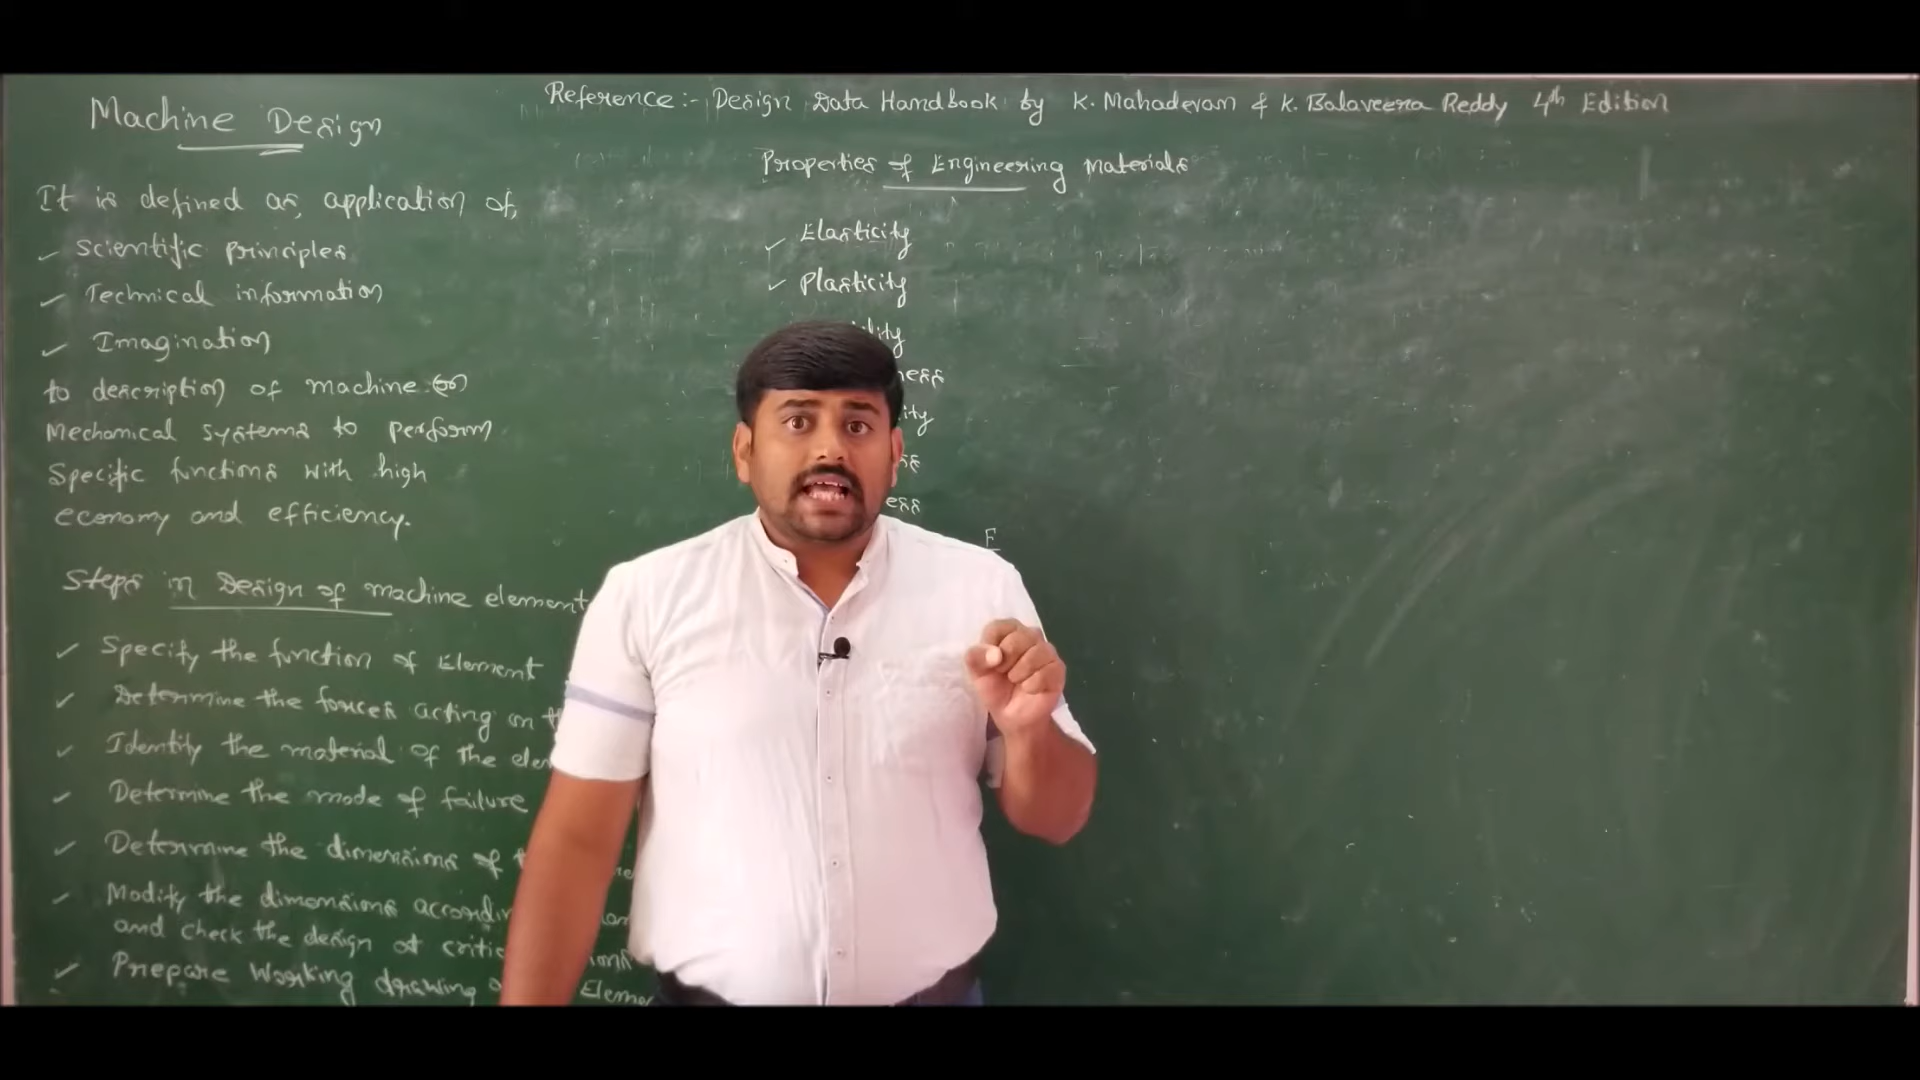 Machine Design
It is defined as, application of,
Scientific principles
Technical information
Imagination
to description of machine (or)
Mechanical systems to perform
Specific functions with high
economy and efficiency.
Steps in Design of machine element
Specify the function of Element
Determine the forces acting on
Identify the material of the
Determine the mode of failure
Determine the dimensions of
Modify the dimensions
and check the design at
Prepare Working drawing
Reference:- Design Data Handbook by K. Mahadevan & K. Balaveera Reddy 4th Edition
Properties of Engineering Materials
Elasticity
Plasticity